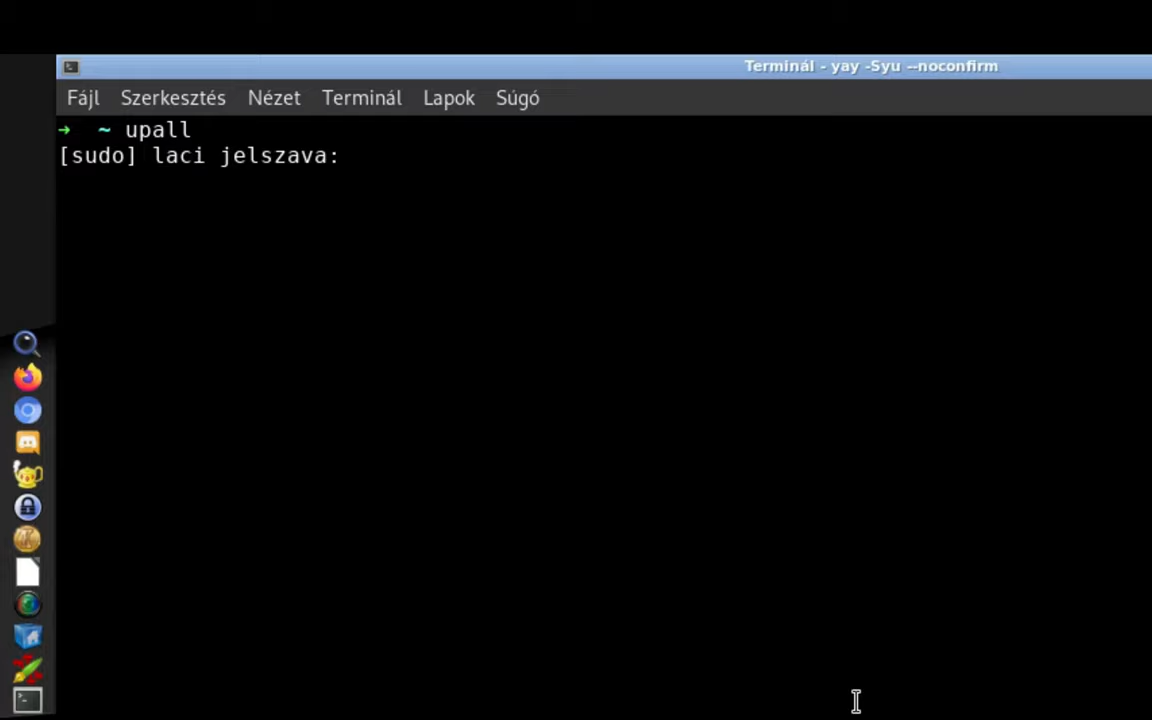 Terminál - yay -Syu --noconfirm
Fájl Szerkesztés Nézet Terminál Lapok Súgó
➜ ~ upall
[sudo] laci jelszava: